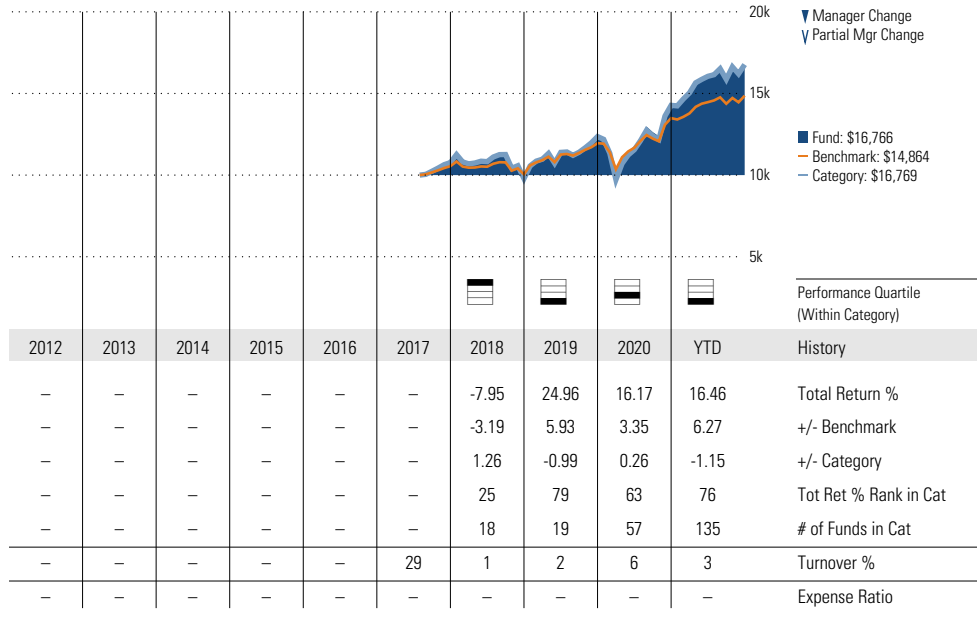 20k
Manager Change
Partial Mgr Change
15k
Fund: $16,766
Benchmark: $14,864
Category: $16,769
10k
5k
Performance Quartile
(Within Category)
2012 2013 2014 2015 2016 2017 2018 2019 2020 YTD History
– – – – – – -7.95 24.96 16.17 16.46 Total Return %
– – – – – – -3.19 5.93 3.35 6.27 +/- Benchmark
– – – – – – 1.26 -0.99 0.26 -1.15 +/- Category
– – – – – – 25 79 63 76 Tot Ret % Rank in Cat
– – – – – – 18 19 57 135 # of Funds in Cat
– – – – – 29 1 2 6 3 Turnover %
– – – – – – – – – – Expense Ratio